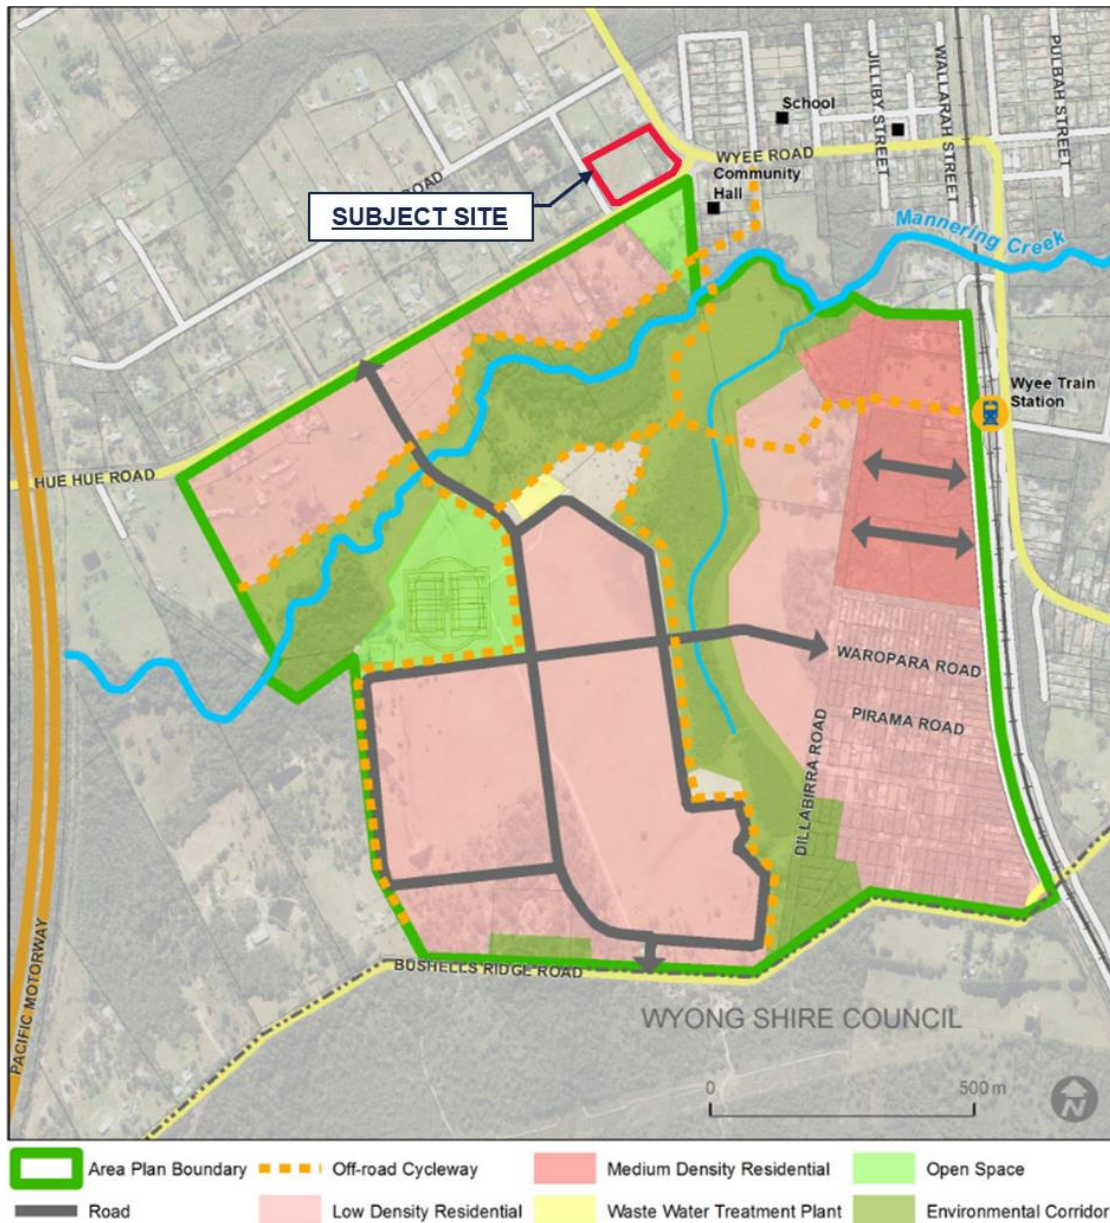 JILLIBY STREET
WALLARAH STREET
PULBAH STREET
School
WYEE ROAD
Community
Hall
ROAD
SUBJECT SITE
Mannering Creek
Wyee Train
Station
HUE HUE ROAD
WAROPARA ROAD
PIRAMA ROAD
DILLABIRRA ROAD
PACIFIC MOTORWAY
BUSHELLS RIDGE ROAD
WYONG SHIRE COUNCIL
0 500 m
N
Area Plan Boundary Off-road Cycleway Medium Density Residential Open Space
Road Low Density Residential Waste Water Treatment Plant Environmental Corridor